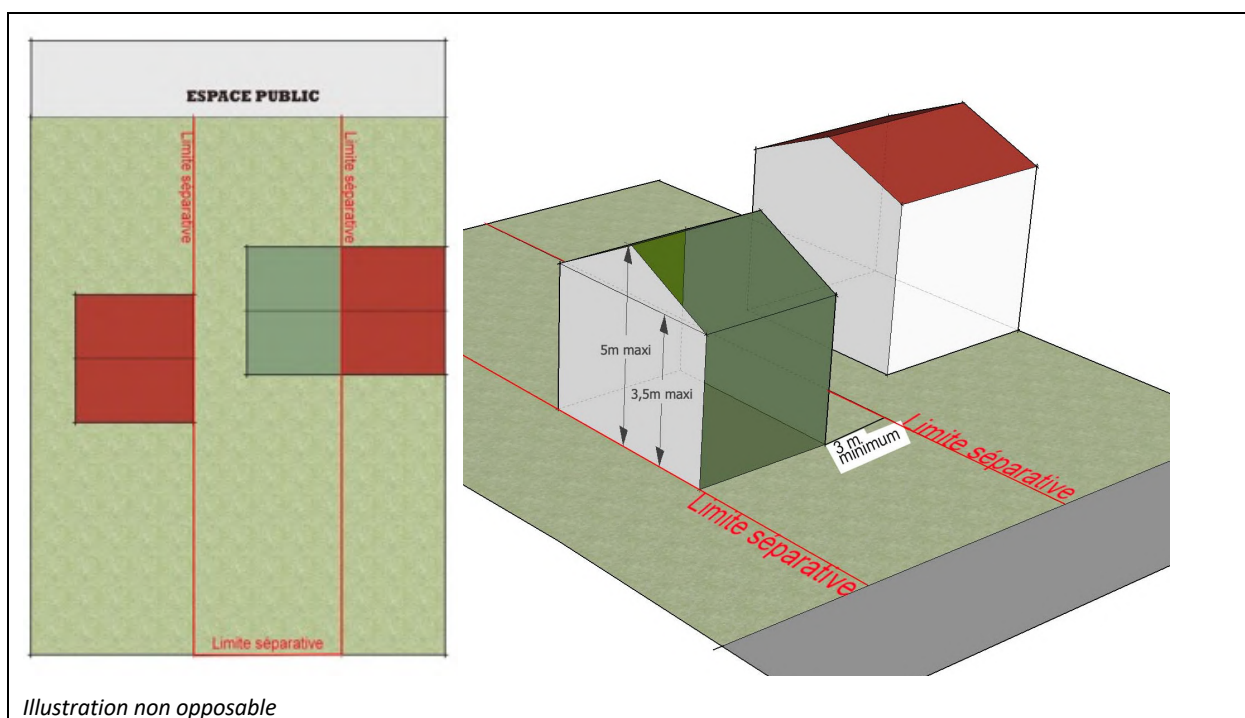 ESPACE PUBLIC
Limite séparative
Limite séparative
Limite séparative
5m maxi
3,5m maxi
3 m.
minimum
Limite séparative
Limite séparative
Illustration non opposable